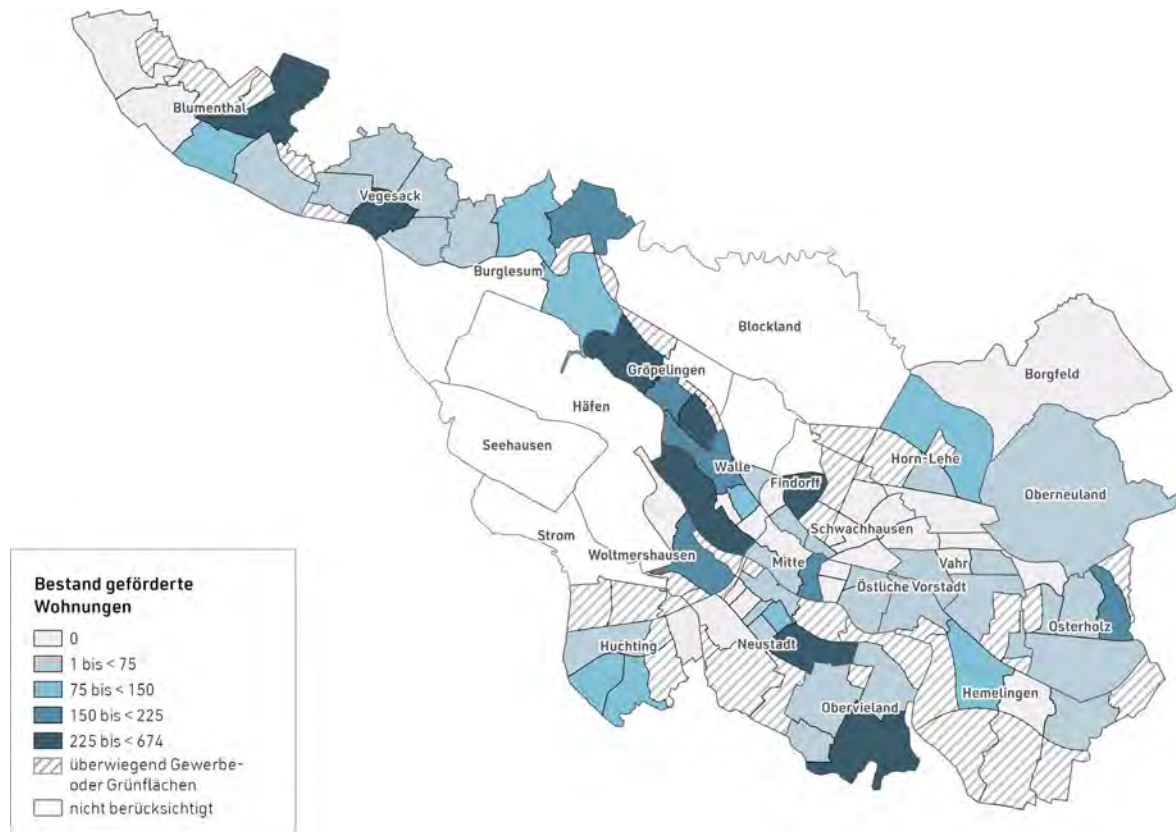 Blumenthal
Vegesack
Burglesum
Blockland
Gröpelingen
Borgfeld
Häfen
Seehausen
Walle
Horn-Lehe
Findorff
Oberneuland
Schwachhausen
Strom
Woltmershausen
Mitte
Vahr
Östliche Vorstadt
Osterholz
Huchting
Neustadt
Hemelingen
Obervieland
Bestand geförderte
Wohnungen
0
1 bis < 75
75 bis < 150
150 bis < 225
225 bis < 674
überwiegend Gewerbe-
oder Grünflächen
nicht berücksichtigt